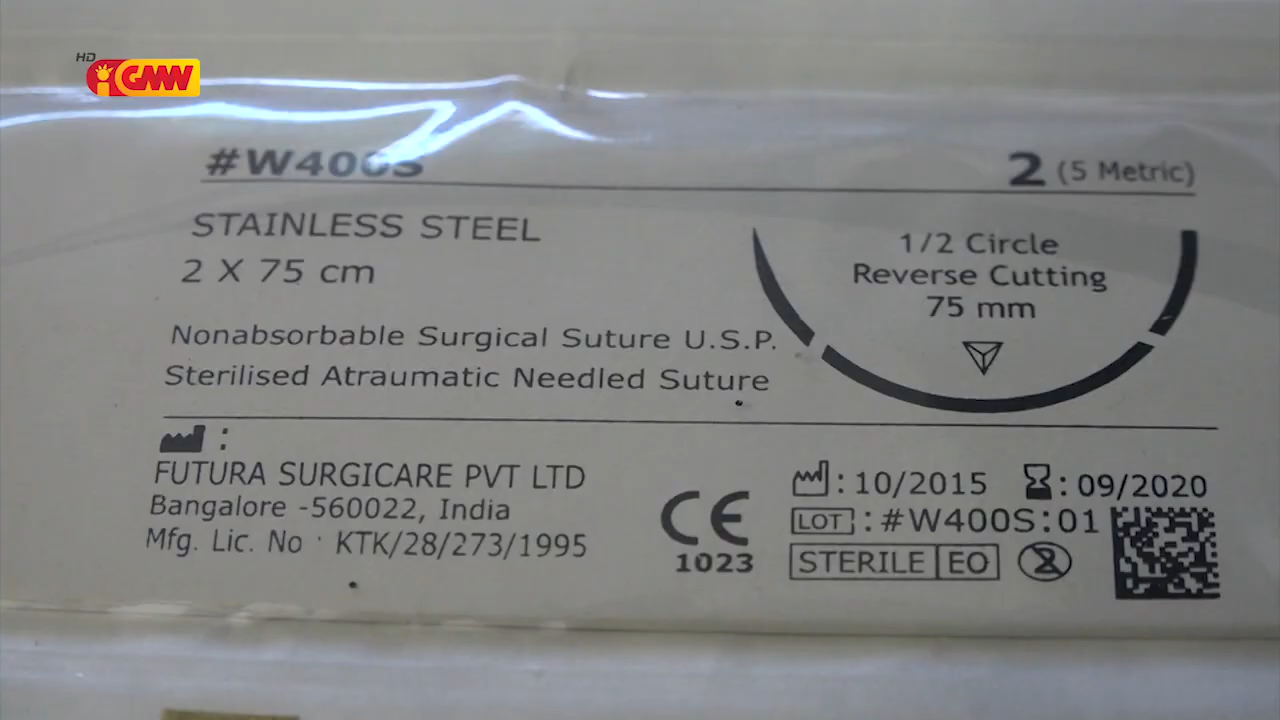 HD
iGMW
#W400S
2 (5 Metric)
STAINLESS STEEL
2 X 75 cm
1/2 Circle
Reverse Cutting
75 mm
Nonabsorbable Surgical Suture U.S.P.
Sterilised Atraumatic Needled Suture
:
FUTURA SURGICARE PVT LTD
Bangalore -560022, India
Mfg. Lic. No : KTK/28/273/1995
CE
1023
: 10/2015 : 09/2020
LOT : #W400S:01
STERILE EO 2